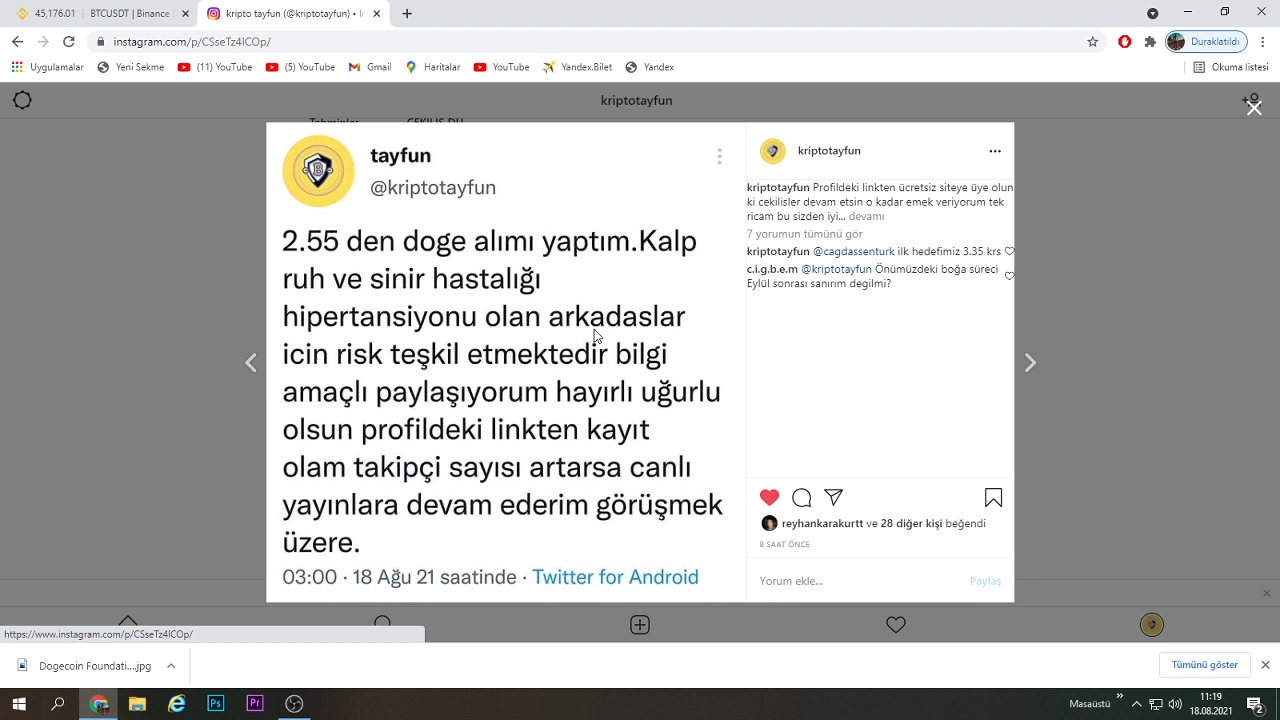 45,176.01 | BTCUSDT | Binance
kripto tayfun (@kriptotayfun) • In
instagram.com/p/CSseTz4ICOp/
Duraklatıldı
Uygulamalar
Yeni Sekme
(11) YouTube
(5) YouTube
Gmail
Haritalar
YouTube
Yandex.Bilet
Yandex
Okuma listesi
kriptotayfun
tayfun
@kriptotayfun
2.55 den doge alımı yaptım.Kalp
ruh ve sinir hastalığı
hipertansiyonu olan arkadaslar
icin risk teşkil etmektedir bilgi
amaçlı paylaşıyorum hayırlı uğurlu
olsun profildeki linkten kayıt
olam takipçi sayısı artarsa canlı
yayınlara devam ederim görüşmek
üzere.
03:00 · 18 Ağu 21 saatinde · Twitter for Android
kriptotayfun
kriptotayfun Profildeki linkten ücretsiz siteye üye olun
ki cekilisler devam etsin o kadar emek veriyorum tek
ricam bu sizden iyi... devamı
7 yorumun tümünü gör
kriptotayfun @cagdassenturk ilk hedefimiz 3.35 krs
c.i.g.b.e.m @kriptotayfun Önümüzdeki boğa süreci
Eylül sonrası sanırım degilmi?
reyhankarakurtt ve 28 diğer kişi beğendi
8 SAAT ÖNCE
Yorum ekle...
Paylaş
https://www.instagram.com/p/CSseTz4ICOp/
Dogecoin Foundati....jpg
Tümünü göster
Ps
Pr
Masaüstü
11:19
18.08.2021
2